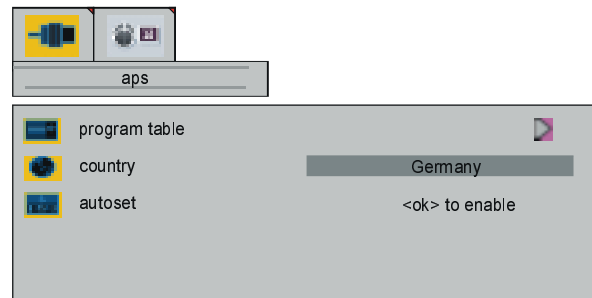 aps
program table
country Germany
autoset <ok> to enable